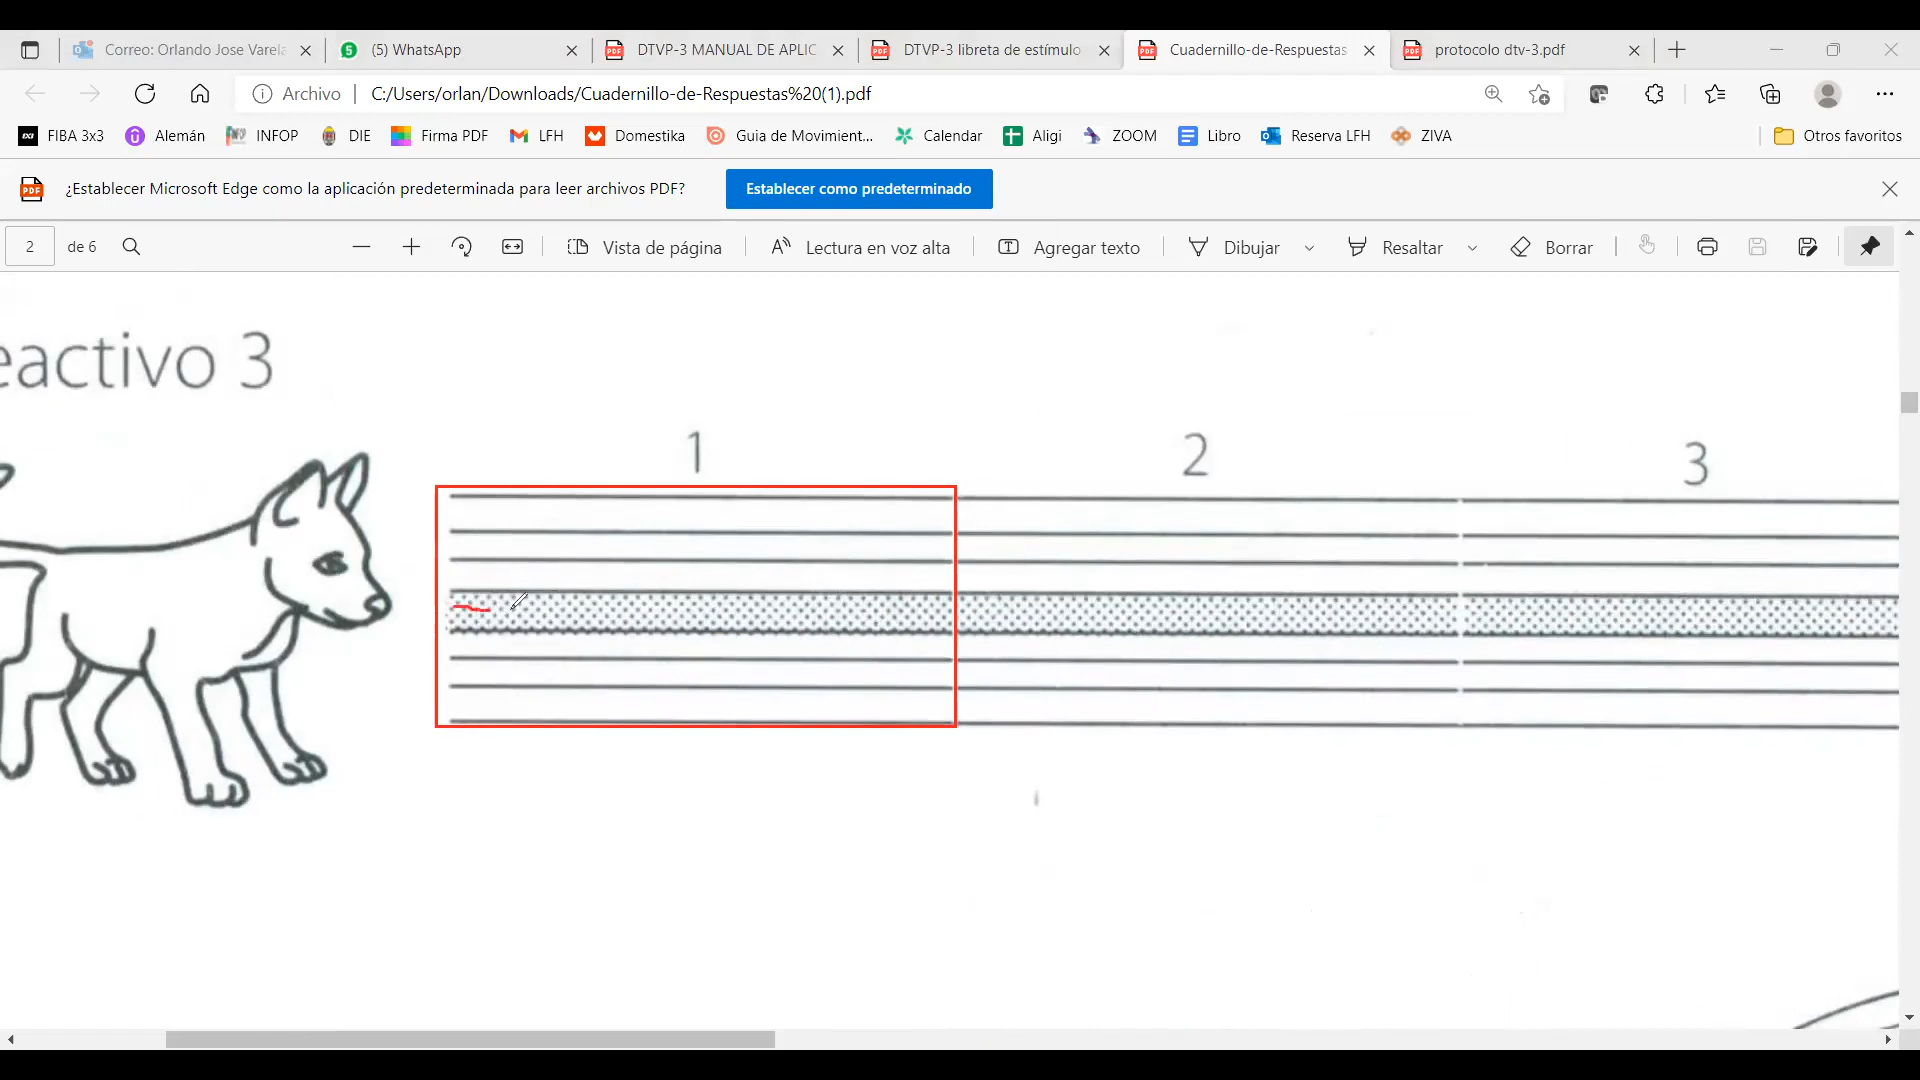 Correo: Orlando Jose Varela
(5) WhatsApp
DTVP-3 MANUAL DE APLIC
DTVP-3 libreta de estímulo
Cuadernillo-de-Respuestas
protocolo dtv-3.pdf
Archivo
C:/Users/orlan/Downloads/Cuadernillo-de-Respuestas%20(1).pdf
FIBA 3x3
Alemán
INFOP
DIE
Firma PDF
LFH
Domestika
Guia de Movimient...
Calendar
Aligi
ZOOM
Libro
Reserva LFH
ZIVA
Otros favoritos
¿Establecer Microsoft Edge como la aplicación predeterminada para leer archivos PDF?
Establecer como predeterminado
2 de 6
Vista de página
Lectura en voz alta
Agregar texto
Dibujar
Resaltar
Borrar
eactivo 3
1
2
3